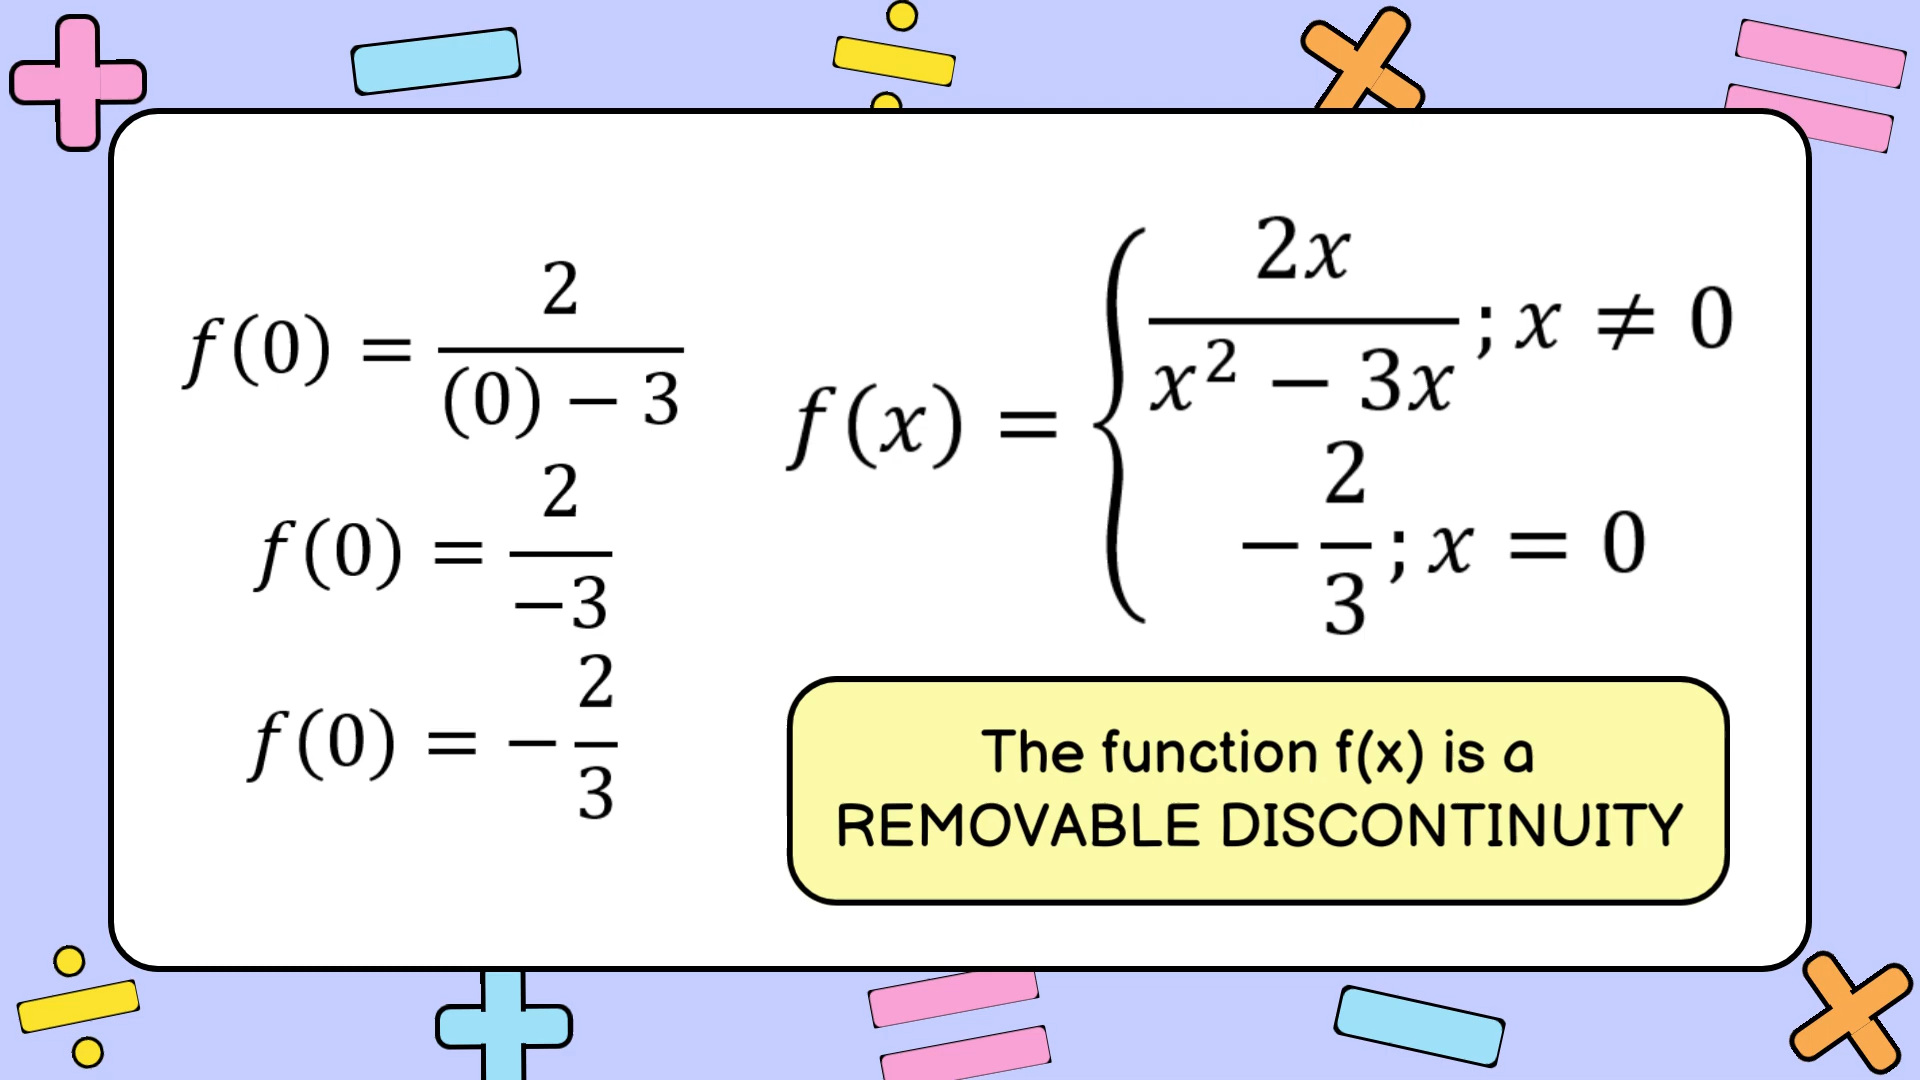 f(0) = 2/((0) − 3)
f(0) = 2/−3
f(0) = −2/3
f(x) = { 2x/(x² − 3x) ; x ≠ 0
−2/3 ; x = 0
The function f(x) is a
REMOVABLE DISCONTINUITY